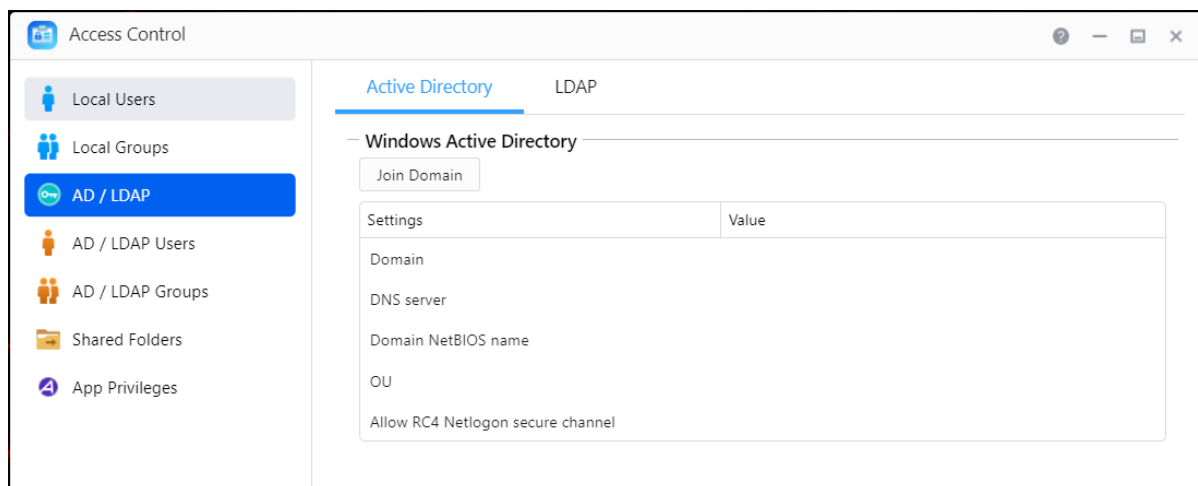 Access Control
Local Users
Local Groups
AD / LDAP
AD / LDAP Users
AD / LDAP Groups
Shared Folders
App Privileges
Active Directory LDAP
Windows Active Directory
Join Domain
Settings Value
Domain
DNS server
Domain NetBIOS name
OU
Allow RC4 Netlogon secure channel